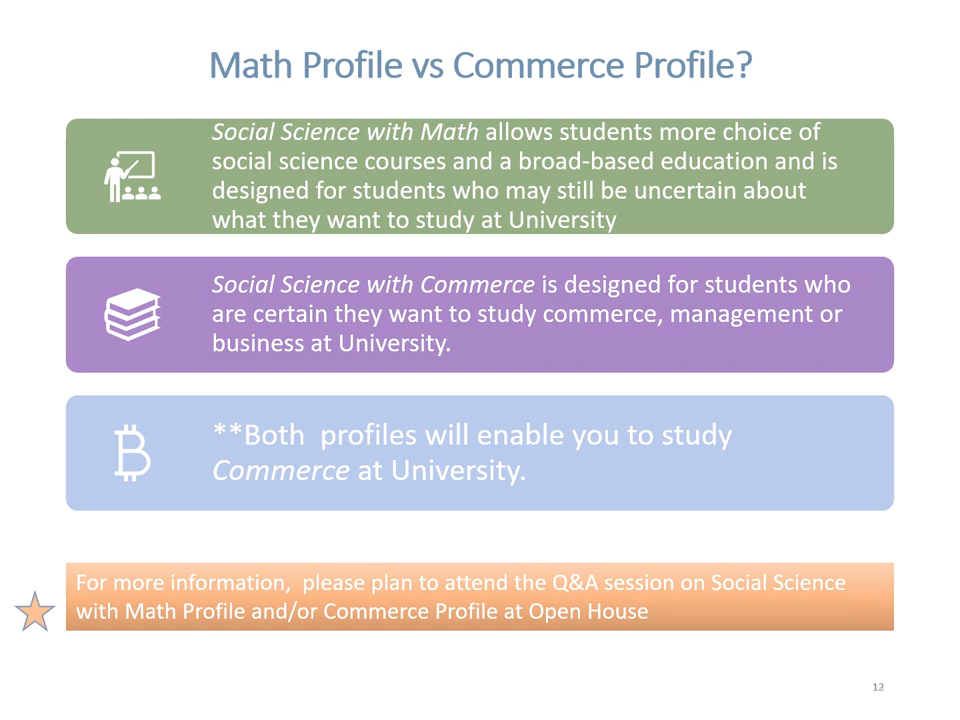 Math Profile vs Commerce Profile?
Social Science with Math allows students more choice of
social science courses and a broad-based education and is
designed for students who may still be uncertain about
what they want to study at University
Social Science with Commerce is designed for students who
are certain they want to study commerce, management or
business at University.
**Both  profiles will enable you to study
Commerce at University.
For more information,  please plan to attend the Q&A session on Social Science
with Math Profile and/or Commerce Profile at Open House
12